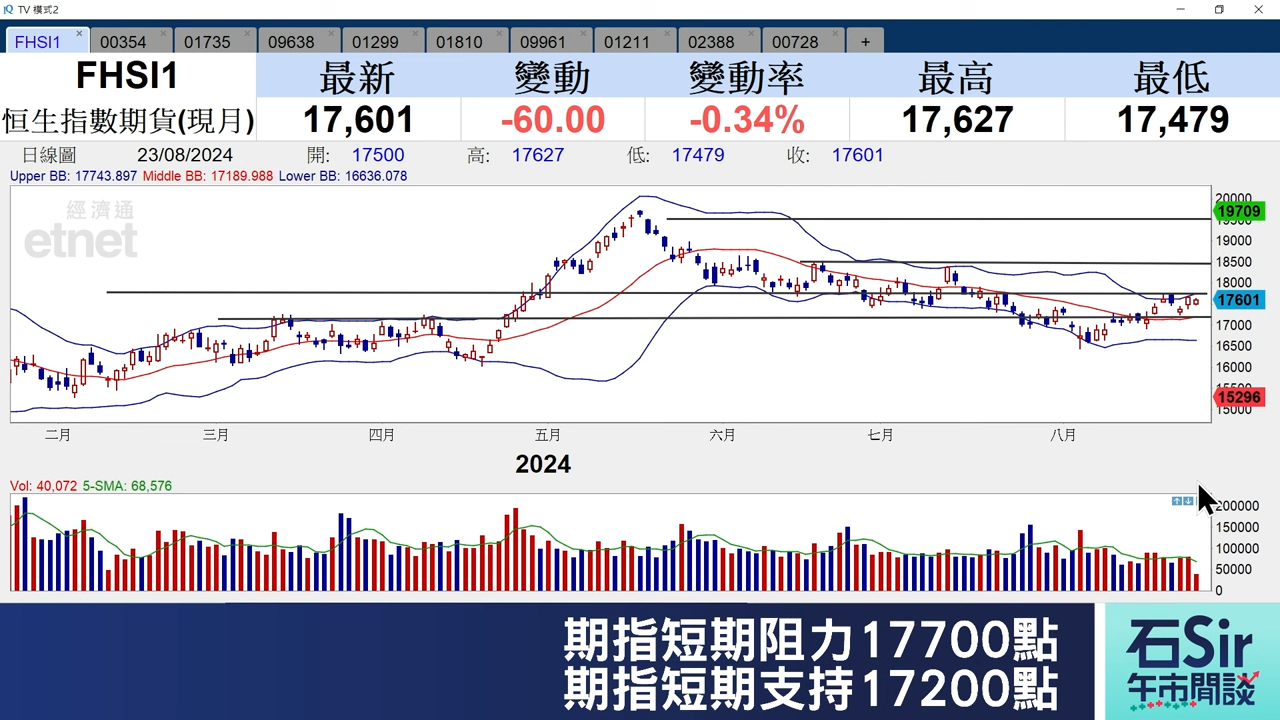 TV 模式2
FHSI1 00354 01735 09638 01299 01810 09961 01211 02388 00728 +
FHSI1 最新 變動 變動率 最高 最低
恒生指數期貨(現月) 17,601 -60.00 -0.34% 17,627 17,479
日線圖 23/08/2024 開: 17500 高: 17627 低: 17479 收: 17601
Upper BB: 17743.897 Middle BB: 17189.988 Lower BB: 16636.078
經濟通
etnet
20000
19709
19000
18500
18000
17601
17000
16500
16000
15500
15296
15000
二月 三月 四月 五月 六月 七月 八月
2024
Vol: 40,072 5-SMA: 68,576
200000
150000
100000
50000
0
期指短期阻力17700點
期指短期支持17200點
石Sir
午市閒談